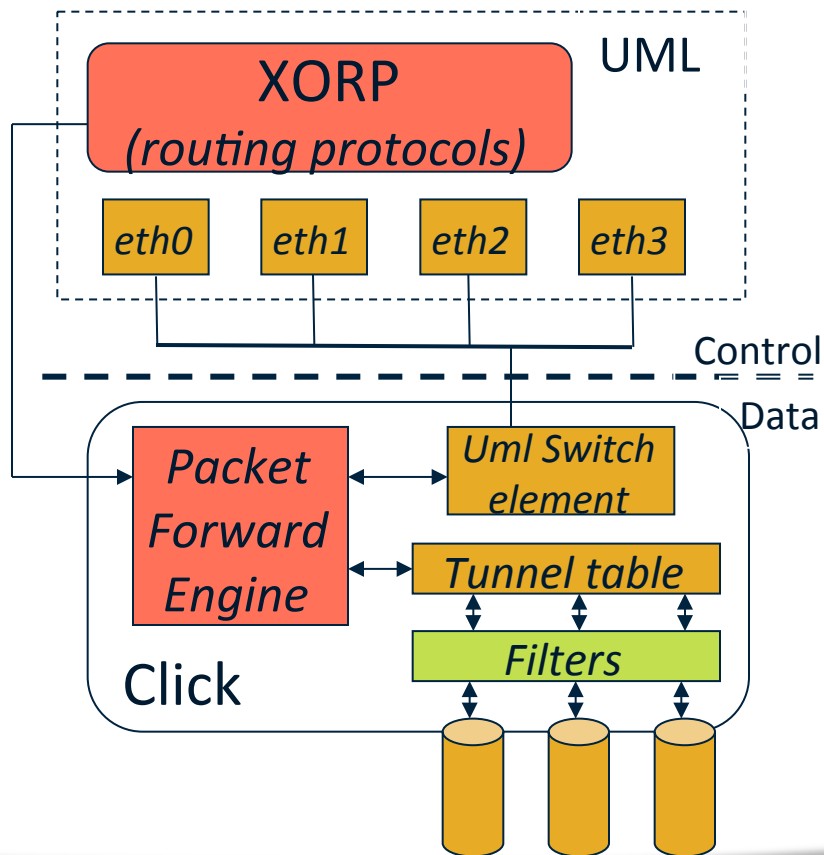 UML
XORP
(routing protocols)
eth0
eth1
eth2
eth3
Control
Data
Packet
Forward
Engine
Uml Switch
element
Tunnel table
Filters
Click